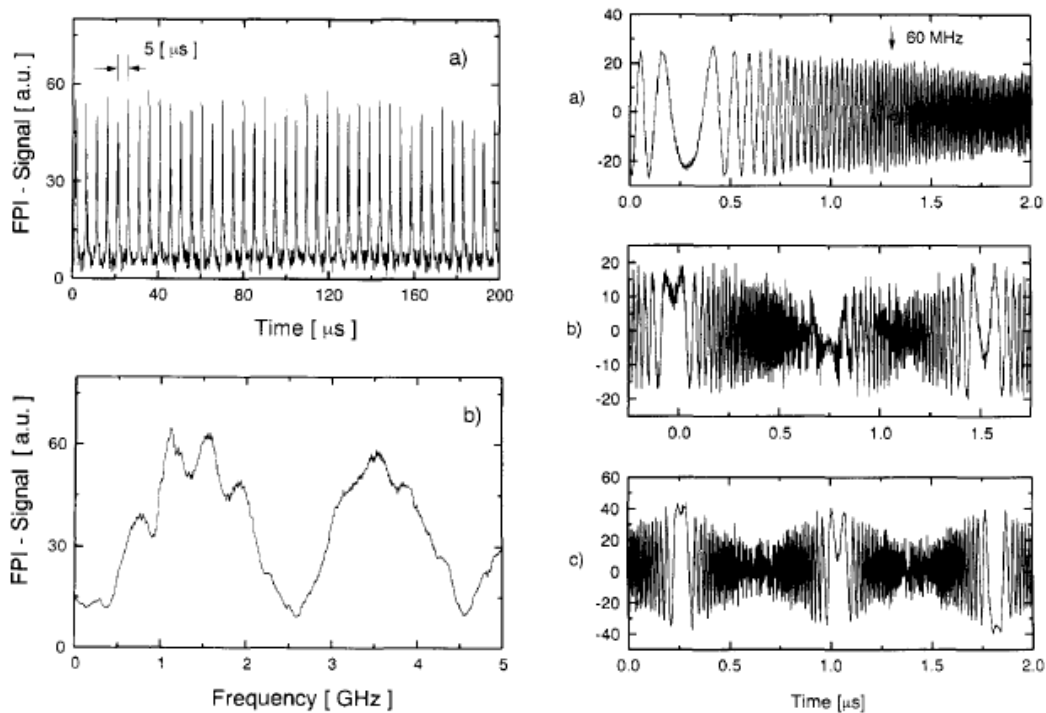 5 [ μs ]
a)
FPI - Signal [ a.u. ]
90
60
30
0
0 40 80 120 160 200
Time [ μs ]
b)
FPI - Signal [ a.u. ]
90
60
30
0
0 1 2 3 4 5
Frequency [ GHz ]
60 MHz
a)
40
20
0
-20
0.0 0.5 1.0 1.5 2.0
b)
20
10
0
-10
-20
0.0 0.5 1.0 1.5
c)
60
40
20
0
-20
-40
0.0 0.5 1.0 1.5 2.0
Time [μs]